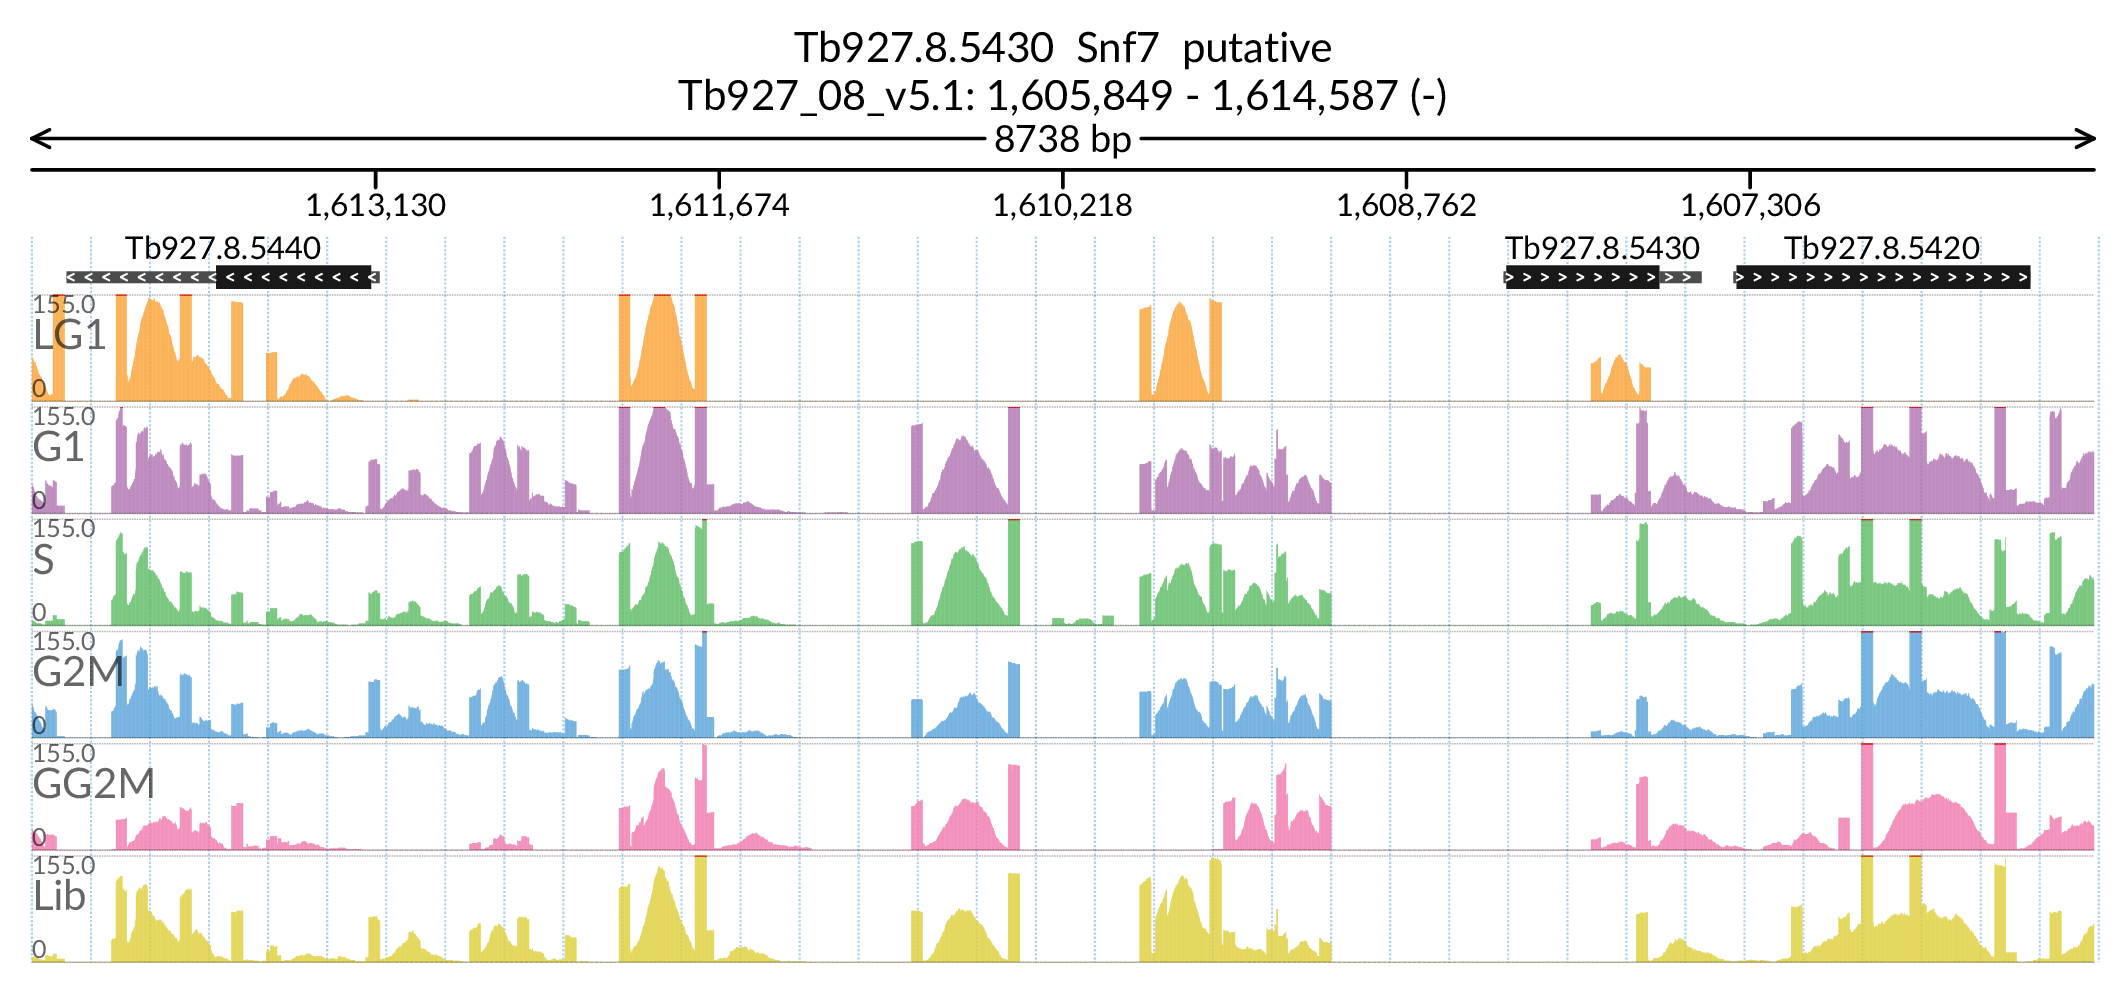 Tb927.8.5430 Snf7 putative
Tb927_08_v5.1: 1,605,849 - 1,614,587 (-)
8738 bp
1,613,130 1,611,674 1,610,218 1,608,762 1,607,306
Tb927.8.5440 Tb927.8.5430 Tb927.8.5420
155.0
LG1
0
155.0
G1
0
155.0
S
0
155.0
G2M
0
155.0
GG2M
0
155.0
Lib
0